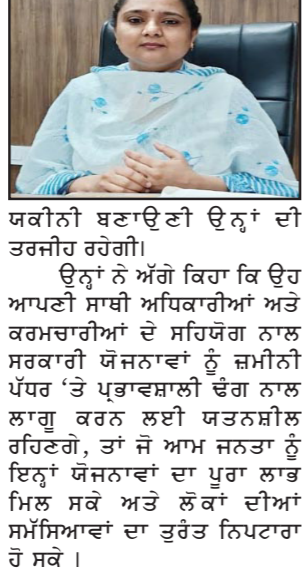 ਯਕੀਨੀ ਬਣਾਉਣੀ ਉਨ੍ਹਾਂ ਦੀ
ਤਰਜੀਹ ਰਹੇਗੀ।
ਉਨ੍ਹਾਂ ਨੇ ਅੱਗੇ ਕਿਹਾ ਕਿ ਉਹ
ਆਪਣੀ ਸਾਥੀ ਅਧਿਕਾਰੀਆਂ ਅਤੇ
ਕਰਮਚਾਰੀਆਂ ਦੇ ਸਹਿਯੋਗ ਨਾਲ
ਸਰਕਾਰੀ ਯੋਜਨਾਵਾਂ ਨੂੰ ਜ਼ਮੀਨੀ
ਪੱਧਰ ‘ਤੇ ਪ੍ਰਭਾਵਸ਼ਾਲੀ ਢੰਗ ਨਾਲ
ਲਾਗੂ ਕਰਨ ਲਈ ਯਤਨਸ਼ੀਲ
ਰਹਿਣਗੇ, ਤਾਂ ਜੋ ਆਮ ਜਨਤਾ ਨੂੰ
ਇਨ੍ਹਾਂ ਯੋਜਨਾਵਾਂ ਦਾ ਪੂਰਾ ਲਾਭ
ਮਿਲ ਸਕੇ ਅਤੇ ਲੋਕਾਂ ਦੀਆਂ
ਸਮੱਸਿਆਵਾਂ ਦਾ ਤੁਰੰਤ ਨਿਪਟਾਰਾ
ਹੋ ਸਕੇ ।